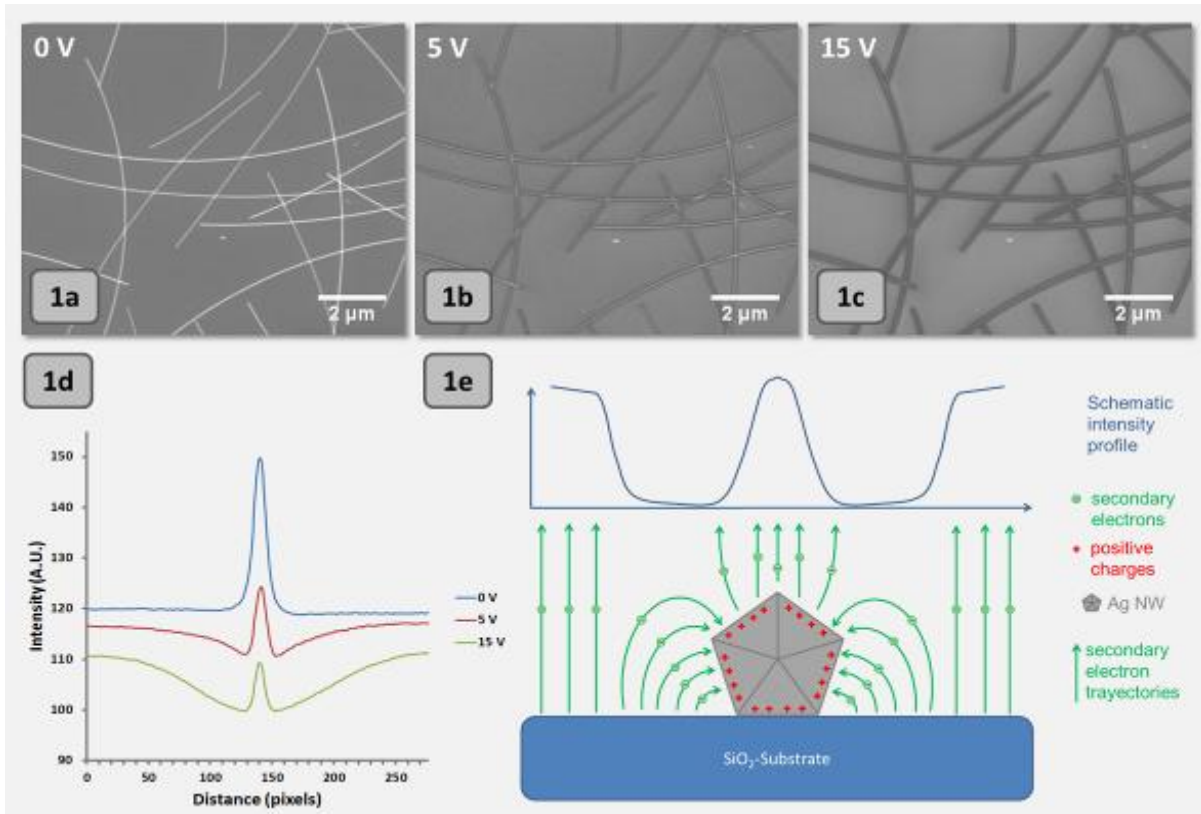 0 V
5 V
15 V
1a
2 µm
1b
2 µm
1c
2 µm
1d
150
140
130
120
110
100
90
0
50
100
150
200
250
Intensity (A.U.)
Distance (pixels)
0 V
5 V
15 V
1e
Schematic
intensity
profile
secondary
electrons
positive
charges
Ag NW
secondary
electron
trayectories
SiO₂-Substrate